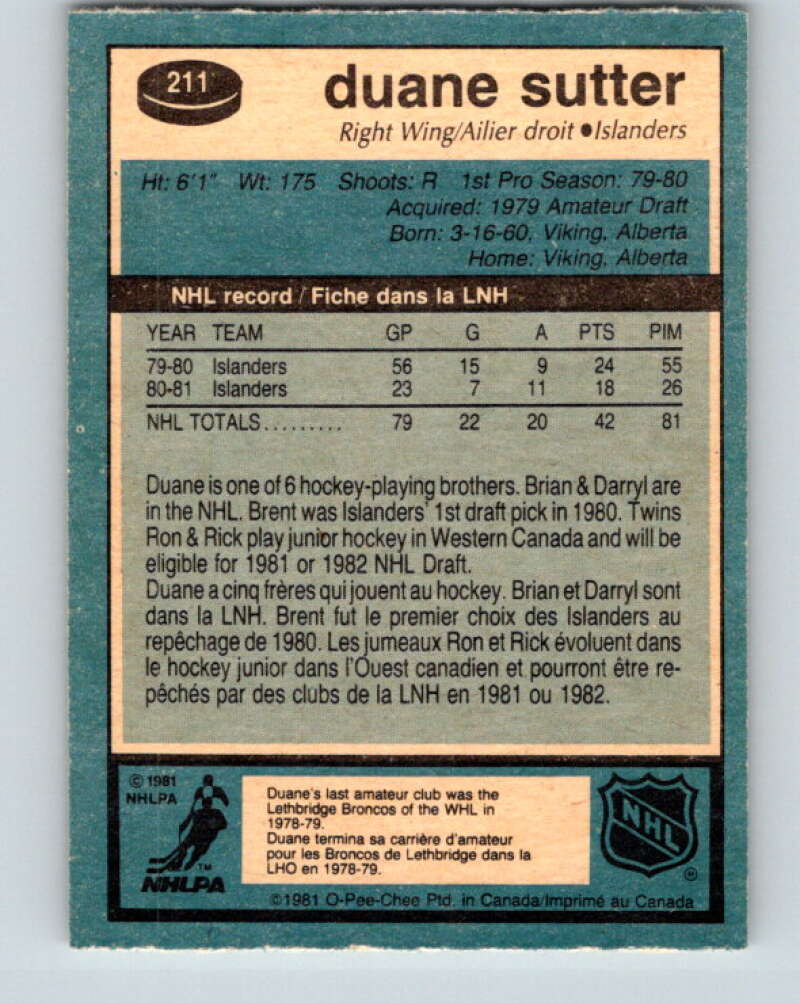 211
duane sutter
Right Wing/Ailier droit ●Islanders
Ht: 6'1" Wt: 175 Shoots: R 1st Pro Season: 79-80
Acquired: 1979 Amateur Draft
Born: 3-16-60, Viking, Alberta
Home: Viking, Alberta
NHL record / Fiche dans la LNH
YEAR TEAM GP G A PTS PIM
79-80 Islanders 56 15 9 24 55
80-81 Islanders 23 7 11 18 26
NHL TOTALS......... 79 22 20 42 81
Duane is one of 6 hockey-playing brothers. Brian & Darryl are
in the NHL. Brent was Islanders' 1st draft pick in 1980. Twins
Ron & Rick play junior hockey in Western Canada and will be
eligible for 1981 or 1982 NHL Draft.
Duane a cinq frères qui jouent au hockey. Brian et Darryl sont
dans la LNH. Brent fut le premier choix des Islanders au
repêchage de 1980. Les jumeaux Ron et Rick évoluent dans
le hockey junior dans l'Ouest canadien et pourront être re-
pêchés par des clubs de la LNH en 1981 ou 1982.
© 1981
NHLPA
TM
NHLPA
Duane's last amateur club was the
Lethbridge Broncos of the WHL in
1978-79.
Duane termina sa carrière d'amateur
pour les Broncos de Lethbridge dans la
LHO en 1978-79.
NHL
®
©1981 O-Pee-Chee Ptd. in Canada/Imprimé au Canada